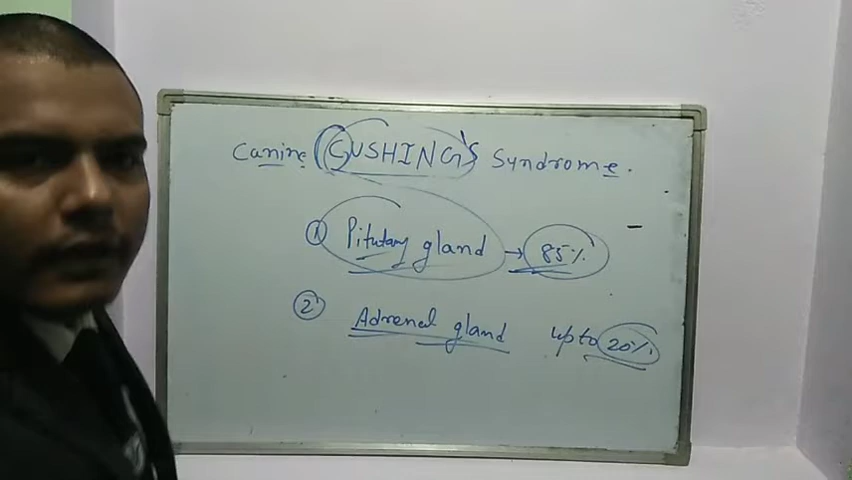 Canine CUSHING'S Syndrome.
① Pitutary gland → 85%
② Adrenal gland upto 20%